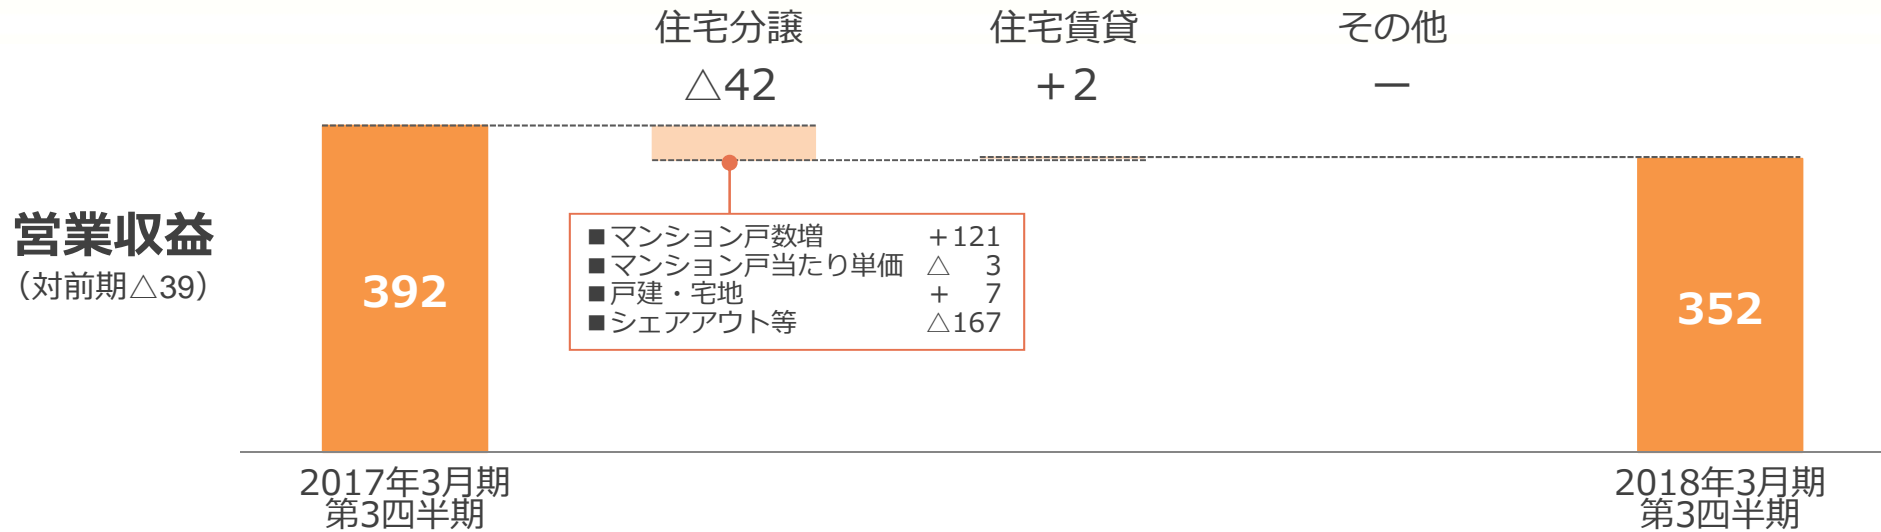 住宅分譲 住宅賃貸 その他
△42 +2 ー
営業収益
（対前期△39）
392
■マンション戸数増 +121
■マンション戸当たり単価 △ 3
■戸建・宅地 + 7
■シェアアウト等 △167
352
2017年3月期
第3四半期
2018年3月期
第3四半期